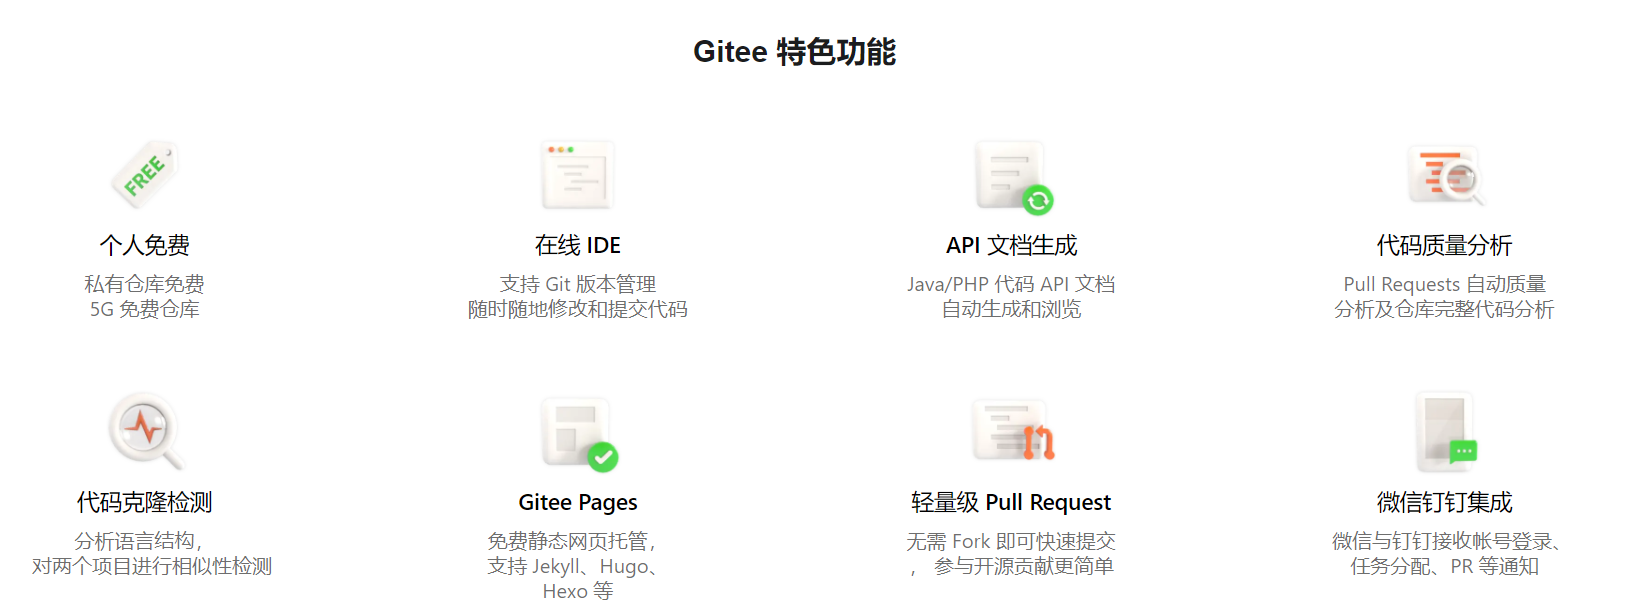 Gitee 特色功能
FREE
个人免费
私有仓库免费
5G 免费仓库
在线 IDE
支持 Git 版本管理
随时随地修改和提交代码
API 文档生成
Java/PHP 代码 API 文档
自动生成和浏览
代码质量分析
Pull Requests 自动质量
分析及仓库完整代码分析
代码克隆检测
分析语言结构，
对两个项目进行相似性检测
Gitee Pages
免费静态网页托管，
支持 Jekyll、Hugo、
Hexo 等
轻量级 Pull Request
无需 Fork 即可快速提交
， 参与开源贡献更简单
微信钉钉集成
微信与钉钉接收帐号登录、
任务分配、PR 等通知